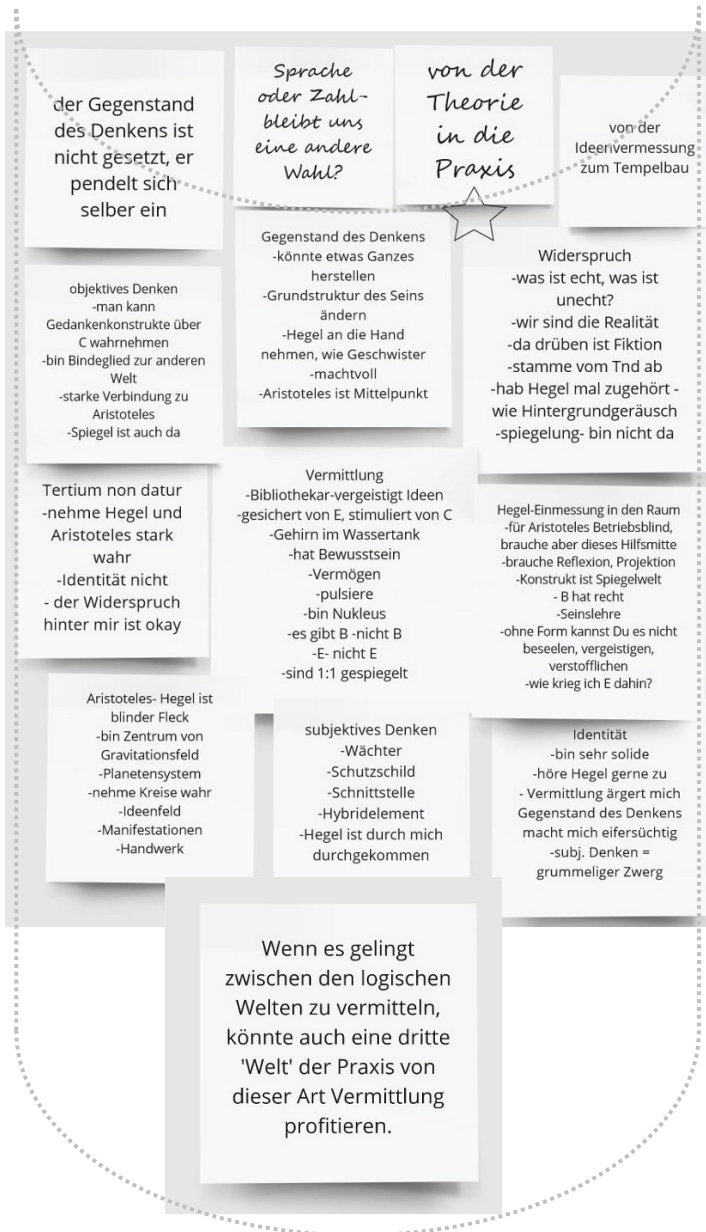 der Gegenstand
des Denkens ist
nicht gesetzt, er
pendelt sich
selber ein
Sprache
oder Zahl-
bleibt uns
eine andere
Wahl?
von der
Theorie
in die
Praxis
von der
Ideenvermessung
zum Tempelbau
objektives Denken
-man kann
Gedankenkonstrukte über
C wahrnehmen
-bin Bindeglied zur anderen
Welt
-starke Verbindung zu
Aristoteles
-Spiegel ist auch da
Gegenstand des Denkens
-könnte etwas Ganzes
herstellen
-Grundstruktur des Seins
ändern
-Hegel an die Hand
nehmen, wie Geschwister
-machtvoll
-Aristoteles ist Mittelpunkt
Widerspruch
-was ist echt, was ist
unecht?
-wir sind die Realität
-da drüben ist Fiktion
-stamme vom Tnd ab
-hab Hegel mal zugehört -
wie Hintergrundgeräusch
-spiegelung- bin nicht da
Tertium non datur
-nehme Hegel und
Aristoteles stark
wahr
-Identität nicht
- der Widerspruch
hinter mir ist okay
Vermittlung
-Bibliothekar-vergeistigt Ideen
-gesichert von E, stimuliert von C
-Gehirn im Wassertank
-hat Bewusstsein
-Vermögen
-pulsiere
-bin Nukleus
-es gibt B -nicht B
-E- nicht E
-sind 1:1 gespiegelt
Hegel-Einmessung in den Raum
-für Aristoteles Betriebsblind,
brauche aber dieses Hilfsmitte
-brauche Reflexion, Projektion
-Konstrukt ist Spiegelwelt
- B hat recht
-Seinslehre
-ohne Form kannst Du es nicht
beseelen, vergeistigen,
verstofflichen
-wie krieg ich E dahin?
Aristoteles- Hegel ist
blinder Fleck
-bin Zentrum von
Gravitationsfeld
-Planetensystem
-nehme Kreise wahr
-Ideenfeld
-Manifestationen
-Handwerk
subjektives Denken
-Wächter
-Schutzschild
-Schnittstelle
-Hybridelement
-Hegel ist durch mich
durchgekommen
Identität
-bin sehr solide
-höre Hegel gerne zu
- Vermittlung ärgert mich
Gegenstand des Denkens
macht mich eifersüchtig
-subj. Denken =
grummeliger Zwerg
Wenn es gelingt
zwischen den logischen
Welten zu vermitteln,
könnte auch eine dritte
'Welt' der Praxis von
dieser Art Vermittlung
profitieren.